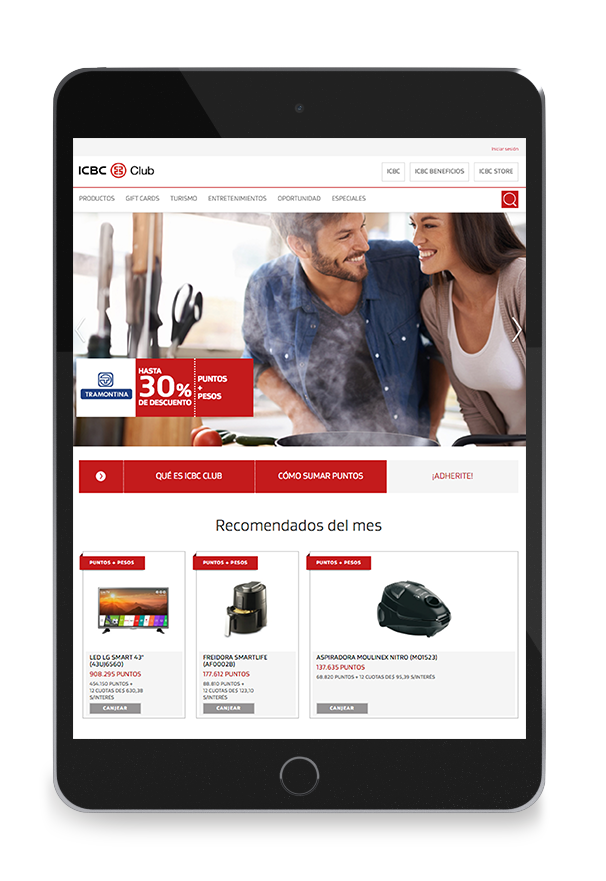 Iniciar sesión
ICBC Club
ICBC
ICBC BENEFICIOS
ICBC STORE
PRODUCTOS
GIFT CARDS
TURISMO
ENTRETENIMIENTOS
OPORTUNIDAD
ESPECIALES
TRAMONTINA
HASTA
30%
DE DESCUENTO
PUNTOS
+
PESOS
QUÉ ES ICBC CLUB
CÓMO SUMAR PUNTOS
¡ADHERITE!
Recomendados del mes
PUNTOS + PESOS
LED LG SMART 43"
(43UJ6560)
908.295 PUNTOS
454.150 PUNTOS +
12 CUOTAS DE$ 630,38
S/INTERÉS
CANJEAR
PUNTOS + PESOS
FREIDORA SMARTLIFE
(AF0002B)
177.612 PUNTOS
88.810 PUNTOS +
12 CUOTAS DE$ 123,10
S/INTERÉS
CANJEAR
PUNTOS + PESOS
ASPIRADORA MOULINEX NITRO (MO1523)
137.635 PUNTOS
68.820 PUNTOS + 12 CUOTAS DE$ 95,39 S/INTERÉS
CANJEAR